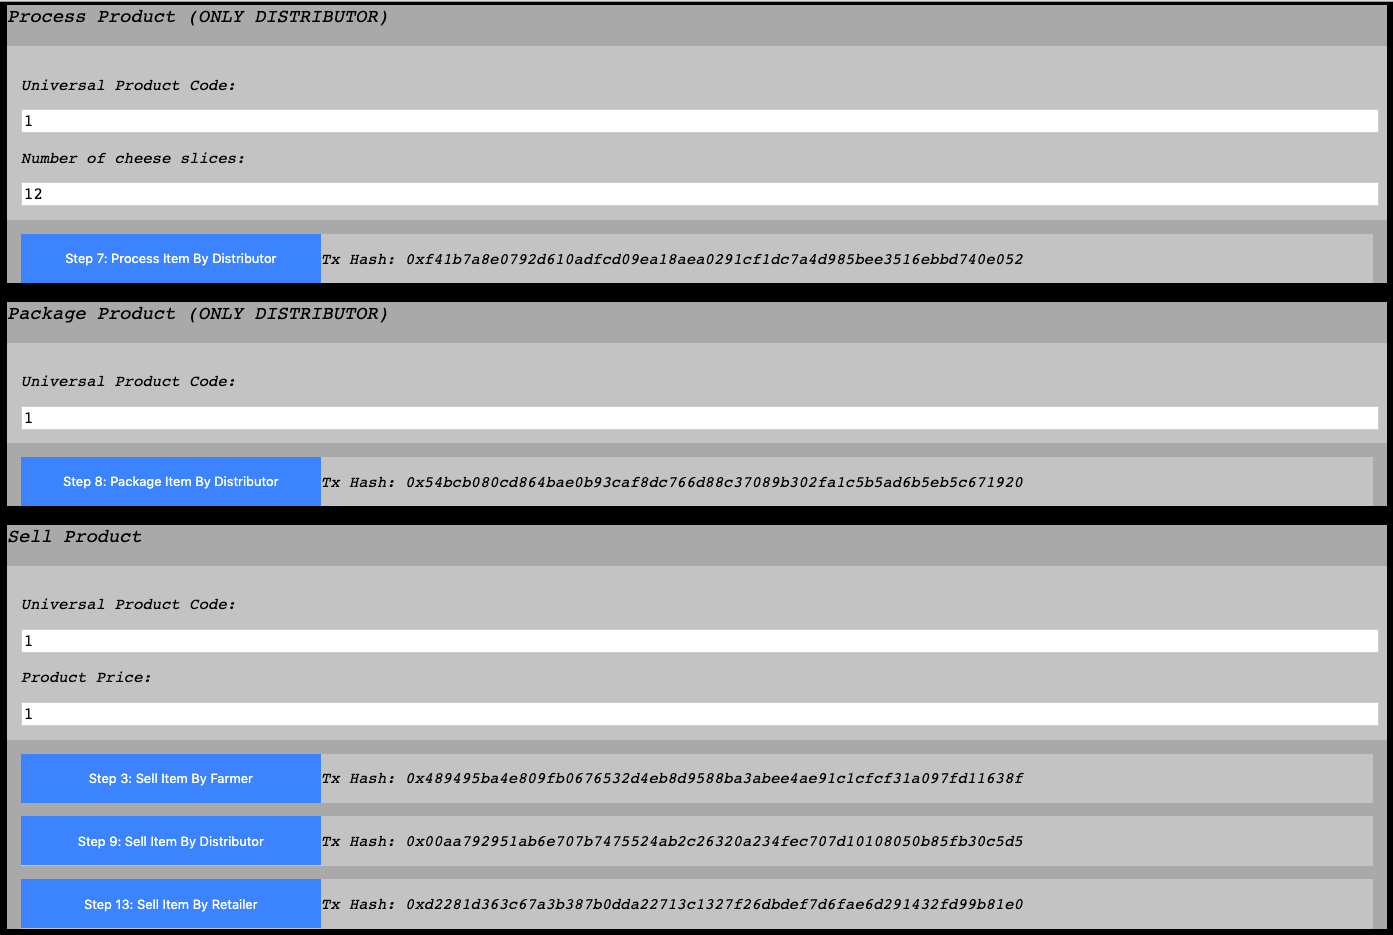 Process Product (ONLY DISTRIBUTOR)
Universal Product Code:
1
Number of cheese slices:
12
Step 7: Process Item By Distributor Tx Hash: 0xf41b7a8e0792d610adfcd09ea18aea0291cf1dc7a4d985bee3516ebbd740e052
Package Product (ONLY DISTRIBUTOR)
Universal Product Code:
1
Step 8: Package Item By Distributor Tx Hash: 0x54bcb080cd864bae0b93caf8dc766d88c37089b302fa1c5b5ad6b5eb5c671920
Sell Product
Universal Product Code:
1
Product Price:
1
Step 3: Sell Item By Farmer Tx Hash: 0x489495ba4e809fb0676532d4eb8d9588ba3abee4ae91c1cfcf31a097fd11638f
Step 9: Sell Item By Distributor Tx Hash: 0x00aa792951ab6e707b7475524ab2c26320a234fec707d10108050b85fb30c5d5
Step 13: Sell Item By Retailer Tx Hash: 0xd2281d363c67a3b387b0dda22713c1327f26dbdef7d6fae6d291432fd99b81e0